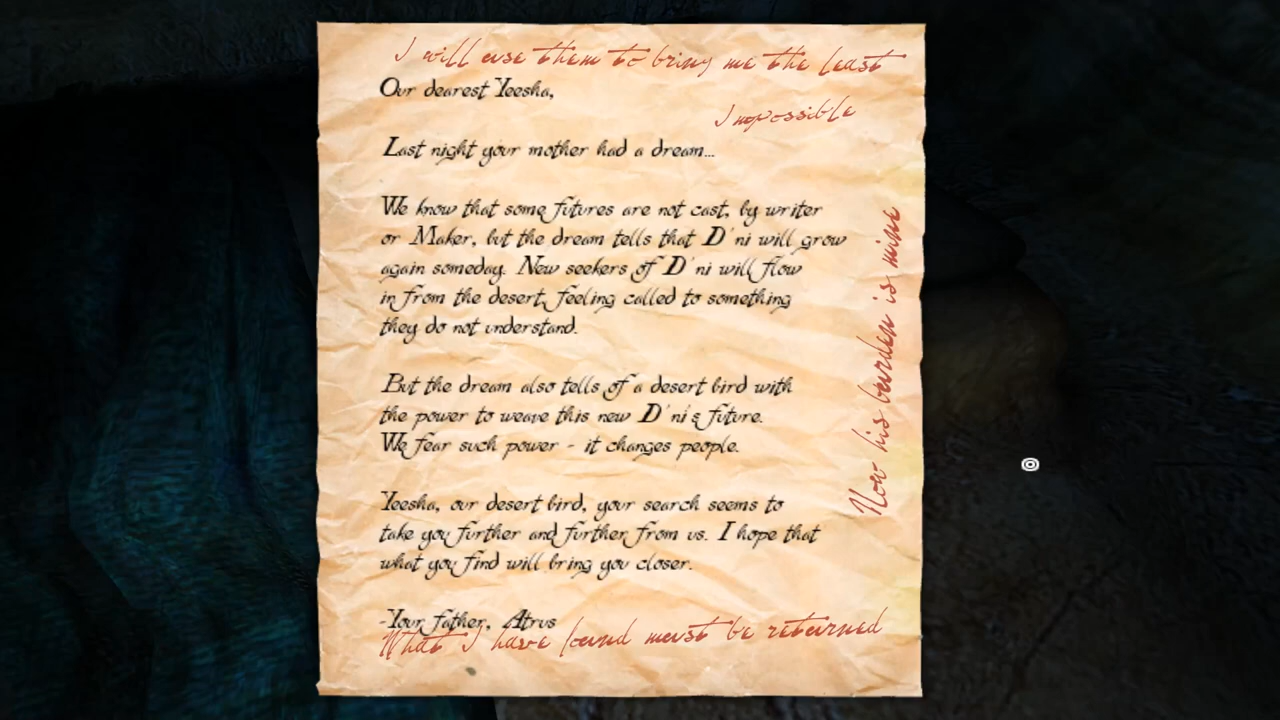 I will use them to bring me the least
Our dearest Yeesha,
Impossible
Last night your mother had a dream...
We know that some futures are not cast, by writer
or Maker, but the dream tells that D'ni will grow
again someday. New seekers of D'ni will flow
in from the desert, feeling called to something
they do not understand.
But the dream also tells of a desert bird with
the power to weave this new D'ni's future.
We fear such power - it changes people.
Yeesha, our desert bird, your search seems to
take you further and further from us. I hope that
what you find will bring you closer.
-Your father, Atrus
What I have found must be returned
Now his burden is mine